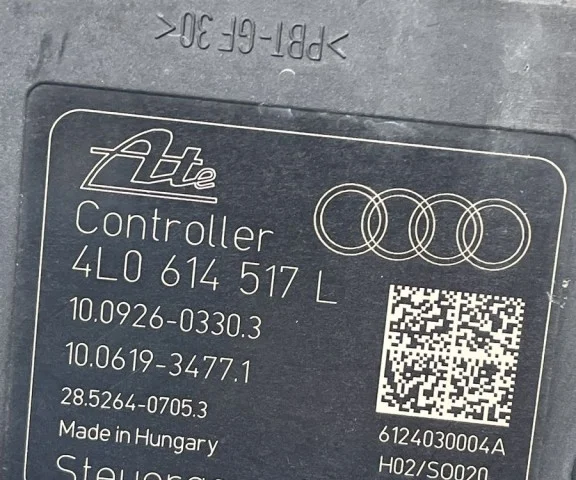 >PBT-GF30<
Ate
Controller
4L0 614 517 L
10.0926-0330.3
10.0619-3477.1
28.5264-0705.3
Made in Hungary
6124030004A
H02/SO020